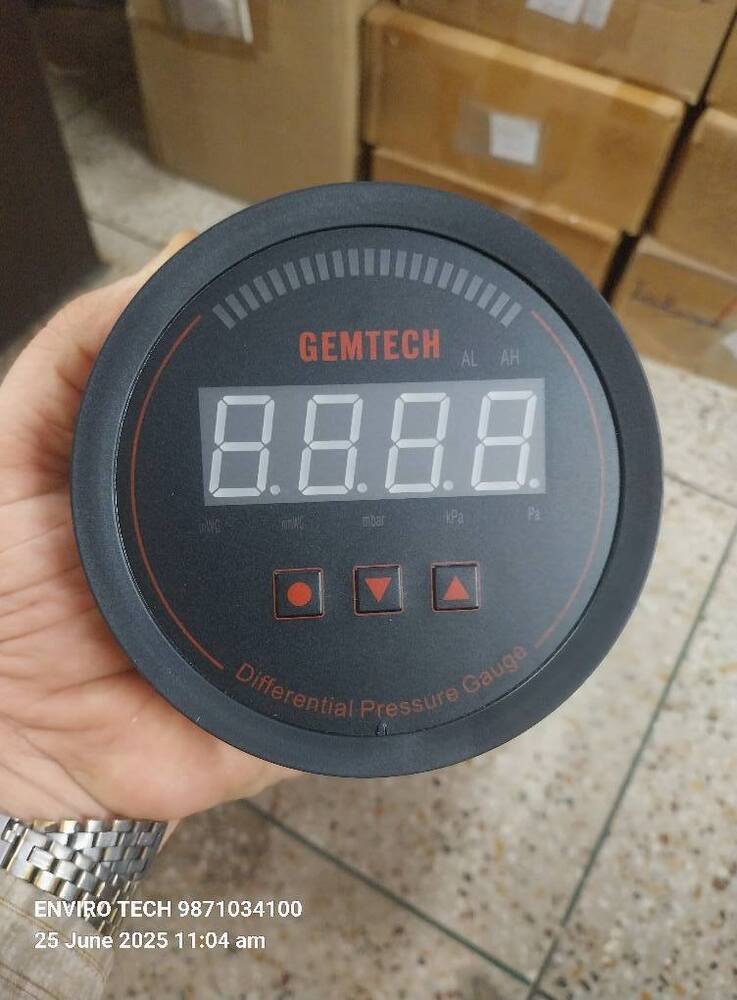 GEMTECH
AL AH
8.8.8.8.
inWC mmWC mbar kPa Pa
Differential Pressure Gauge
ENVIRO TECH 9871034100
25 June 2025 11:04 am